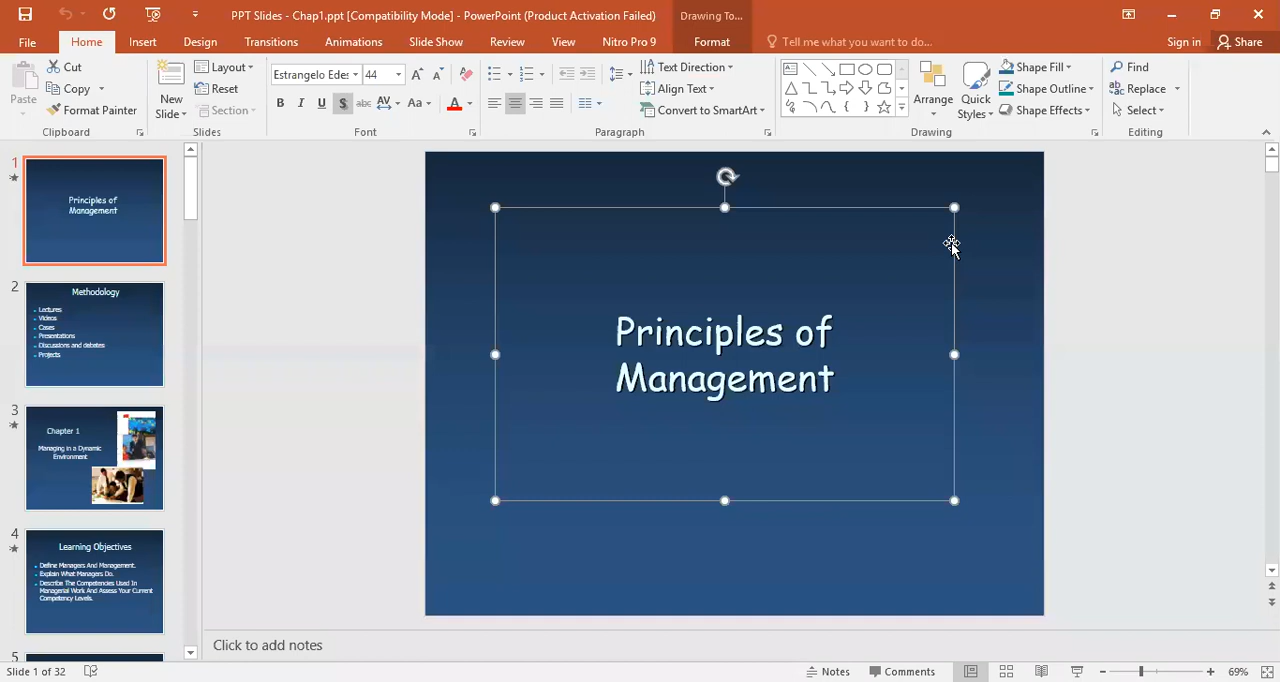 PPT Slides - Chap1.ppt [Compatibility Mode] - PowerPoint (Product Activation Failed)
Drawing To...
File
Home
Insert
Design
Transitions
Animations
Slide Show
Review
View
Nitro Pro 9
Format
Tell me what you want to do...
Sign in
Share
Paste
Cut
Copy
Format Painter
Clipboard
New
Slide
Layout
Reset
Section
Slides
Estrangelo Edes
44
A A
B I U S abc AV Aa A
Font
Text Direction
Align Text
Convert to SmartArt
Paragraph
Arrange
Quick
Styles
Shape Fill
Shape Outline
Shape Effects
Drawing
Find
Replace
Select
Editing
1
Principles of
Management
2
Methodology
Lectures
Videos
Cases
Presentations
Discussions and debates
Projects
3
Chapter 1
Managing in a Dynamic
Environment
4
Learning Objectives
Define Managers And Management.
Explain What Managers Do.
Describe The Competencies Used In
Managerial Work And Assess Your Current
Competency Levels.
5
Principles of
Management
Click to add notes
Slide 1 of 32
Notes
Comments
69%